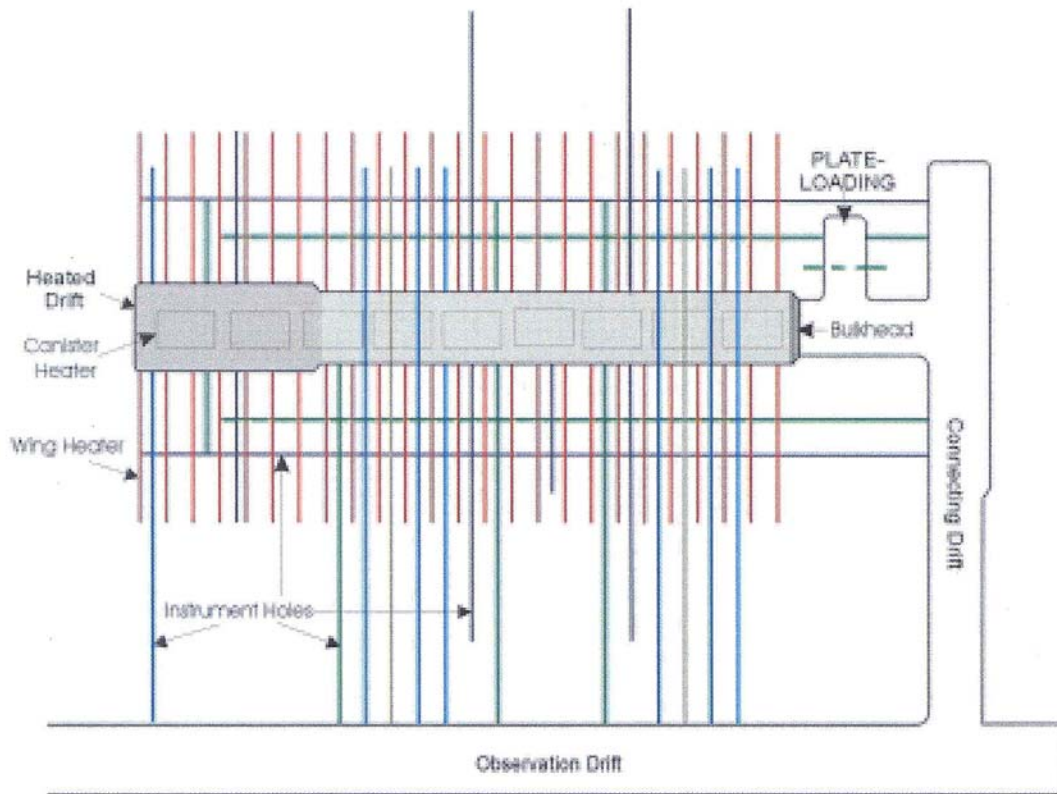 PLATE-
LOADING
Heated
Drift
Canister
Heater
Bulkhead
Wing Heater
Connecting Drift
Instrument Holes
Observation Drift